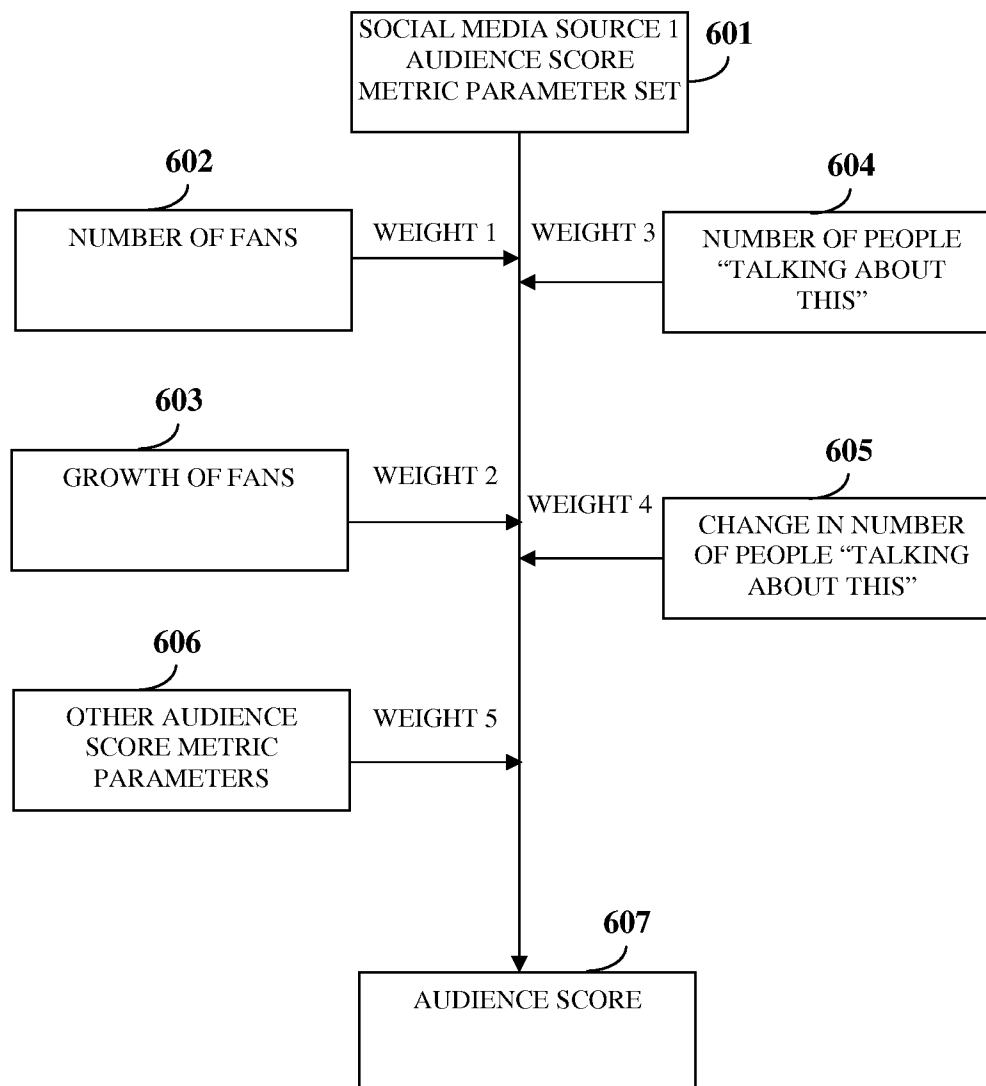 SOCIAL MEDIA SOURCE 1
AUDIENCE SCORE
METRIC PARAMETER SET
601
602
NUMBER OF FANS
WEIGHT 1
WEIGHT 3
604
NUMBER OF PEOPLE
“TALKING ABOUT
THIS”
603
GROWTH OF FANS
WEIGHT 2
WEIGHT 4
605
CHANGE IN NUMBER
OF PEOPLE “TALKING
ABOUT THIS”
606
OTHER AUDIENCE
SCORE METRIC
PARAMETERS
WEIGHT 5
607
AUDIENCE SCORE